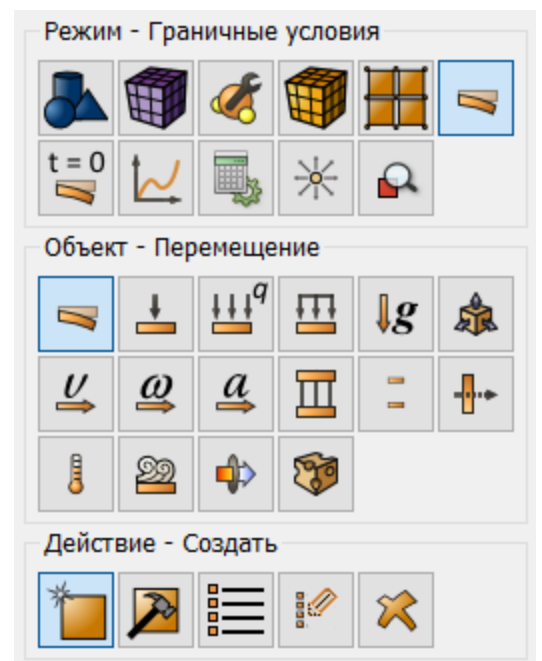 Режим - Граничные условия
t = 0
Объект - Перемещение
q
g
υ ω a
Действие - Создать